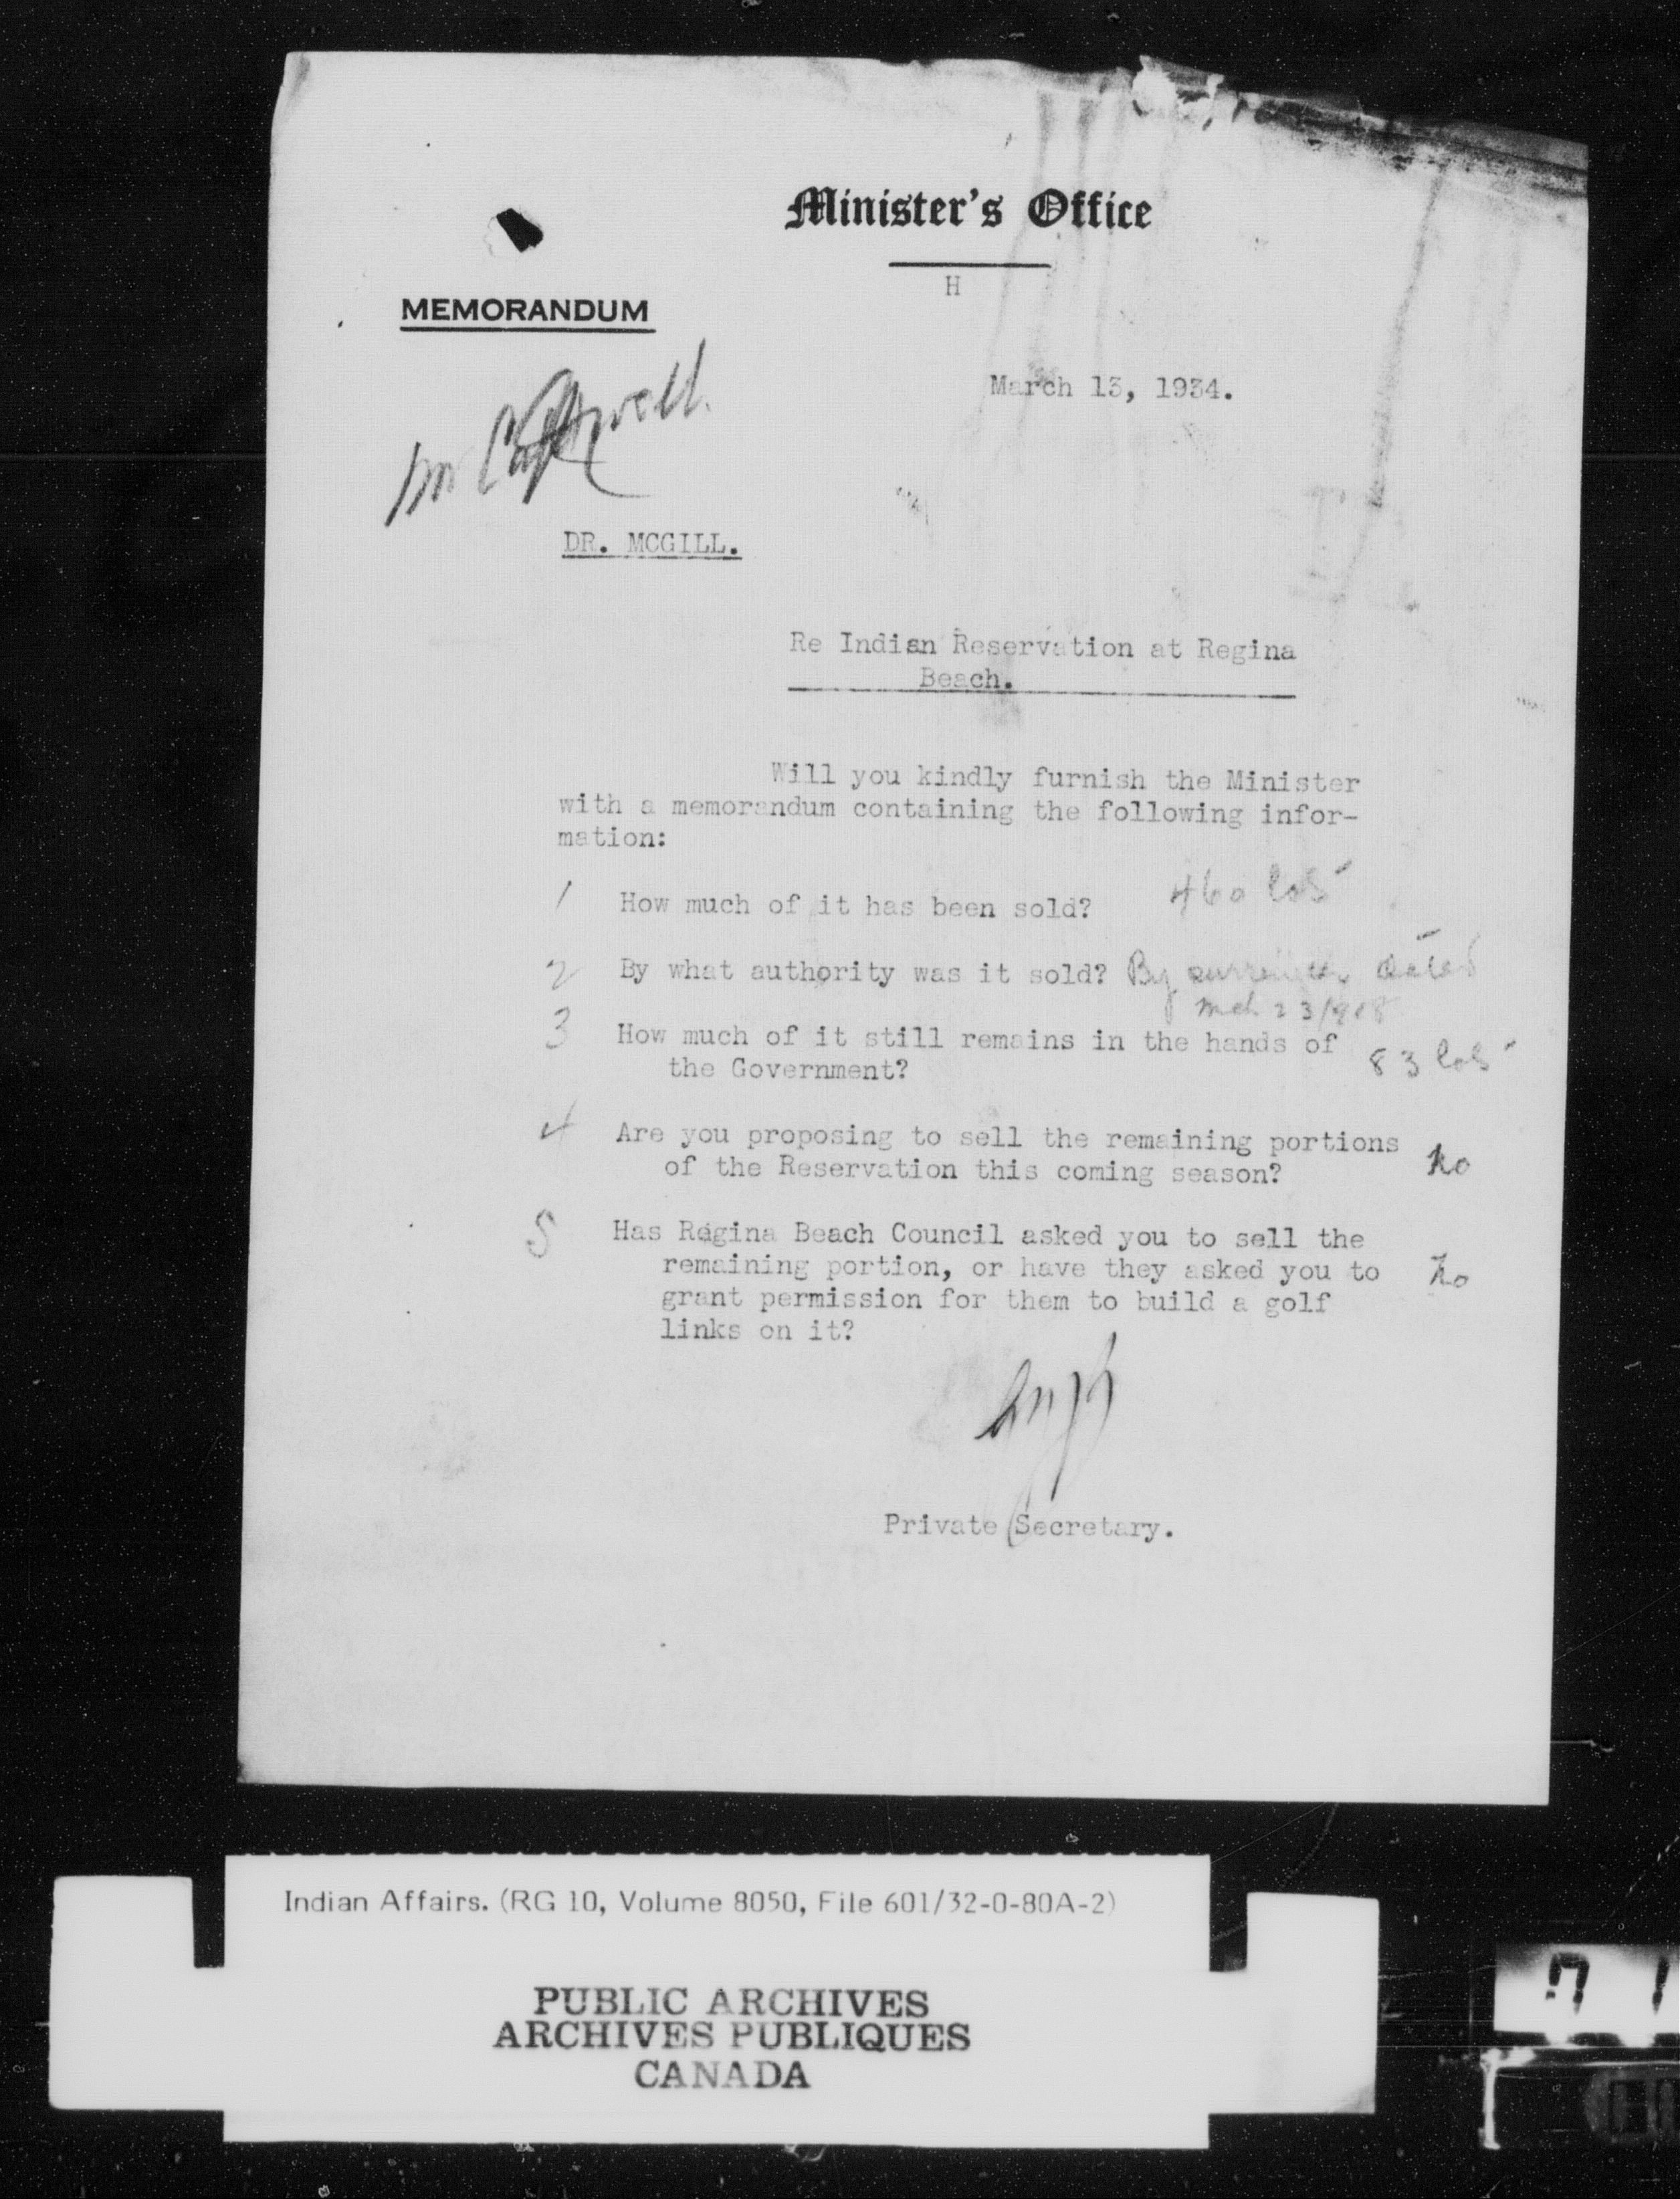 Minister's Office
H
MEMORANDUM
March 13, 1934.
DR. MCGILL.
Re Indian Reservation at Regina
Beach.
Will you kindly furnish the Minister
with a memorandum containing the following infor-
mation:
1 How much of it has been sold? 460 lots
2 By what authority was it sold? By surrender dated
Mch 23/1908
3 How much of it still remains in the hands of
the Government? 83 lots
4 Are you proposing to sell the remaining portions
of the Reservation this coming season? No
5 Has Regina Beach Council asked you to sell the
remaining portion, or have they asked you to No
grant permission for them to build a golf
links on it?
Private Secretary.
Indian Affairs. (RG 10, Volume 8050, File 601/32-0-80A-2)
PUBLIC ARCHIVES
ARCHIVES PUBLIQUES
CANADA